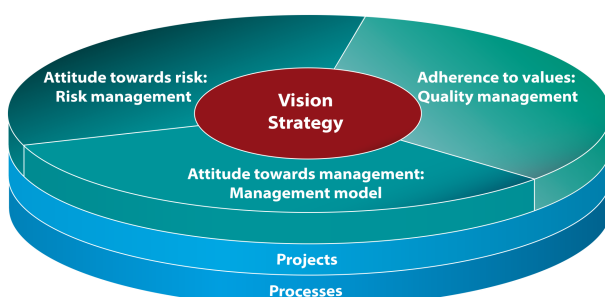 Attitude towards risk:
Risk management
Adherence to values:
Quality management
Vision
Strategy
Attitude towards management:
Management model
Projects
Processes